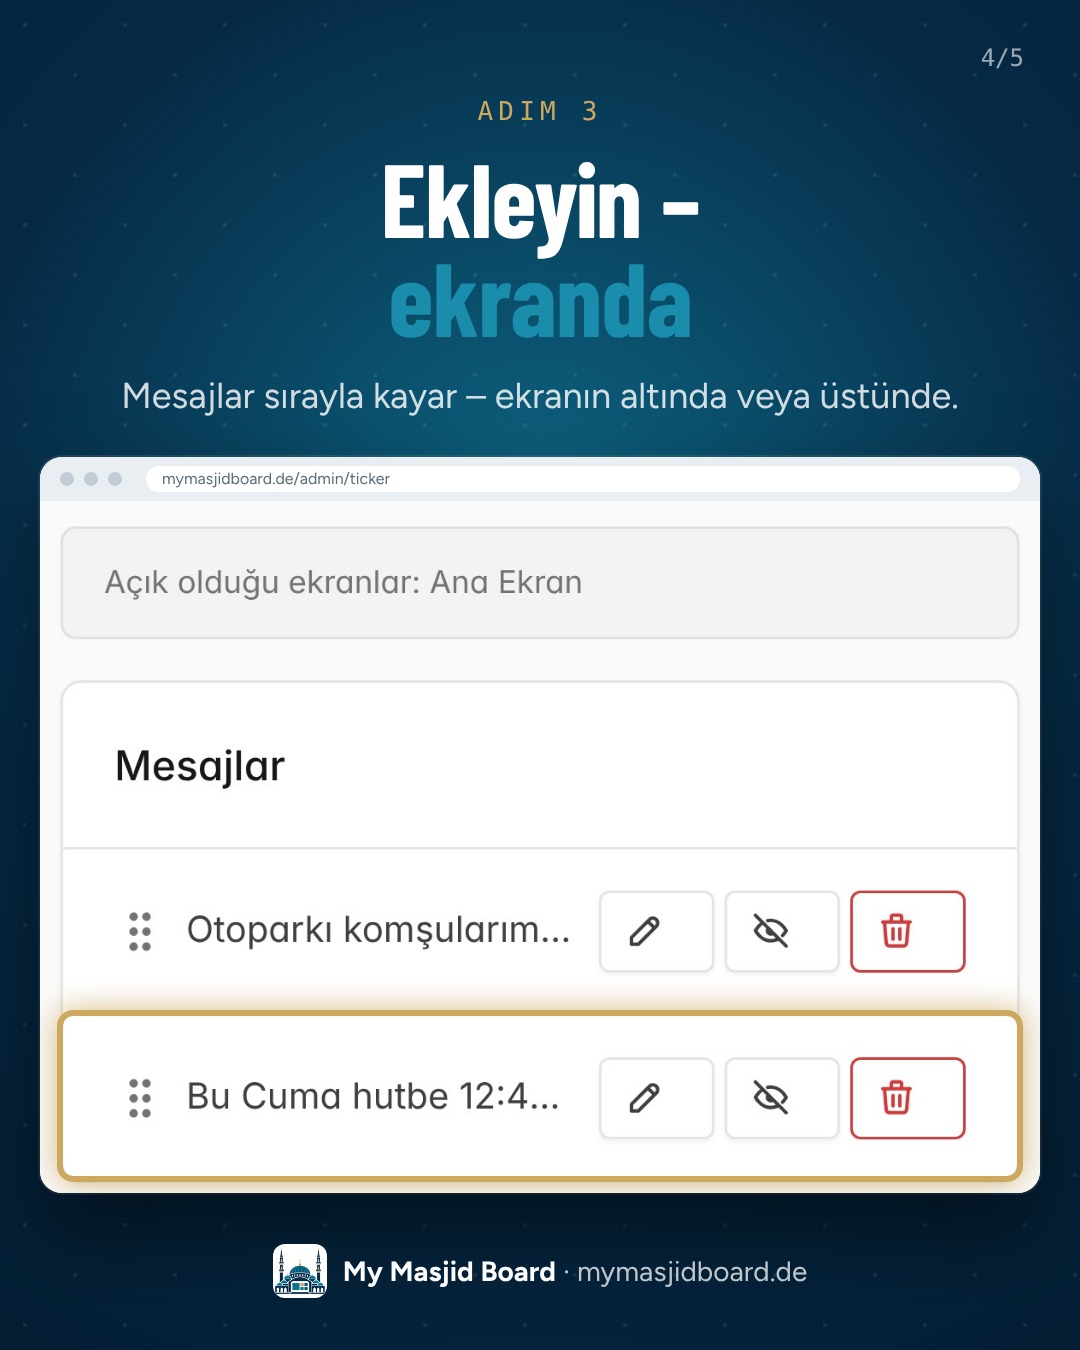 4/5
ADIM 3
Ekleyin –
ekranda
Mesajlar sırayla kayar – ekranın altında veya üstünde.
mymasjidboard.de/admin/ticker
Açık olduğu ekranlar: Ana Ekran
Mesajlar
Otoparkı komşularım...
Bu Cuma hutbe 12:4...
My Masjid Board · mymasjidboard.de